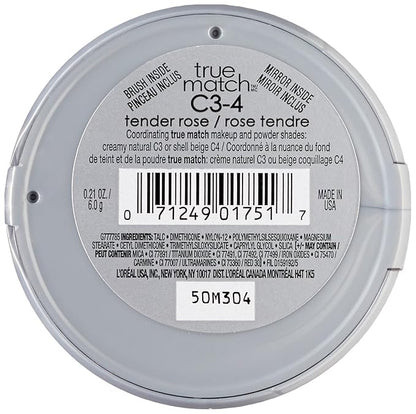 BRUSH INSIDE
PINCEAU INCLUS
true
match
MIRROR INSIDE
MIROIR INCLUS
C3-4
tender rose / rose tendre
Coordinating true match makeup and powder shades:
creamy natural C3 or shell beige C4 / Coordonné à la nuance du fond
de teint et de la poudre true match: crème naturel C3 ou beige coquillage C4
0.21 OZ. /
6.0 g
0 71249 01751 7
MADE IN
USA
G777755 INGREDIENTS: TALC • DIMETHICONE • NYLON-12 • POLYMETHYLSILSESQUIOXANE • MAGNESIUM
STEARATE • CETYL DIMETHICONE • TRIMETHYLSILOXYSILICATE • CAPRYLYL GLYCOL • SILICA (+/- MAY CONTAIN /
PEUT CONTENIR MICA • CI 77891 / TITANIUM DIOXIDE • CI 77491, CI 77492, CI 77499 / IRON OXIDES • CI 75470 /
CARMINE • CI 77007 / ULTRAMARINES • CI 73360 / RED 30) • FIL D159192/5
L'ORÉAL USA, INC., NEW YORK, NY 10017 DIST. L'ORÉAL CANADA MONTRÉAL H4T 1K5
50M304